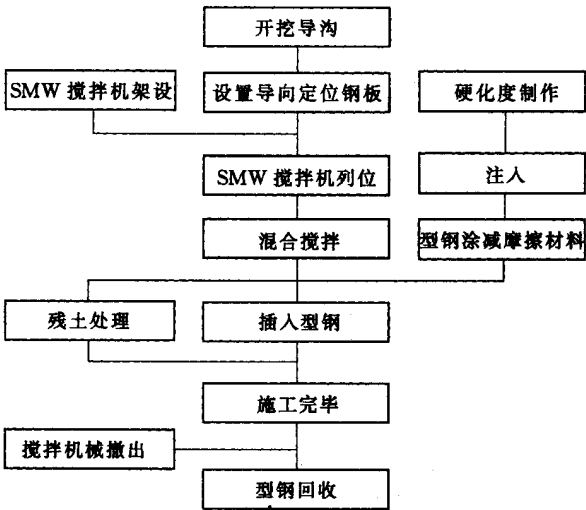 开挖导沟
SMW 搅拌机架设
设置导向定位钢板
硬化度制作
SMW 搅拌机列位
注入
混合搅拌
型钢涂减摩擦材料
残土处理
插入型钢
施工完毕
搅拌机械撤出
型钢回收